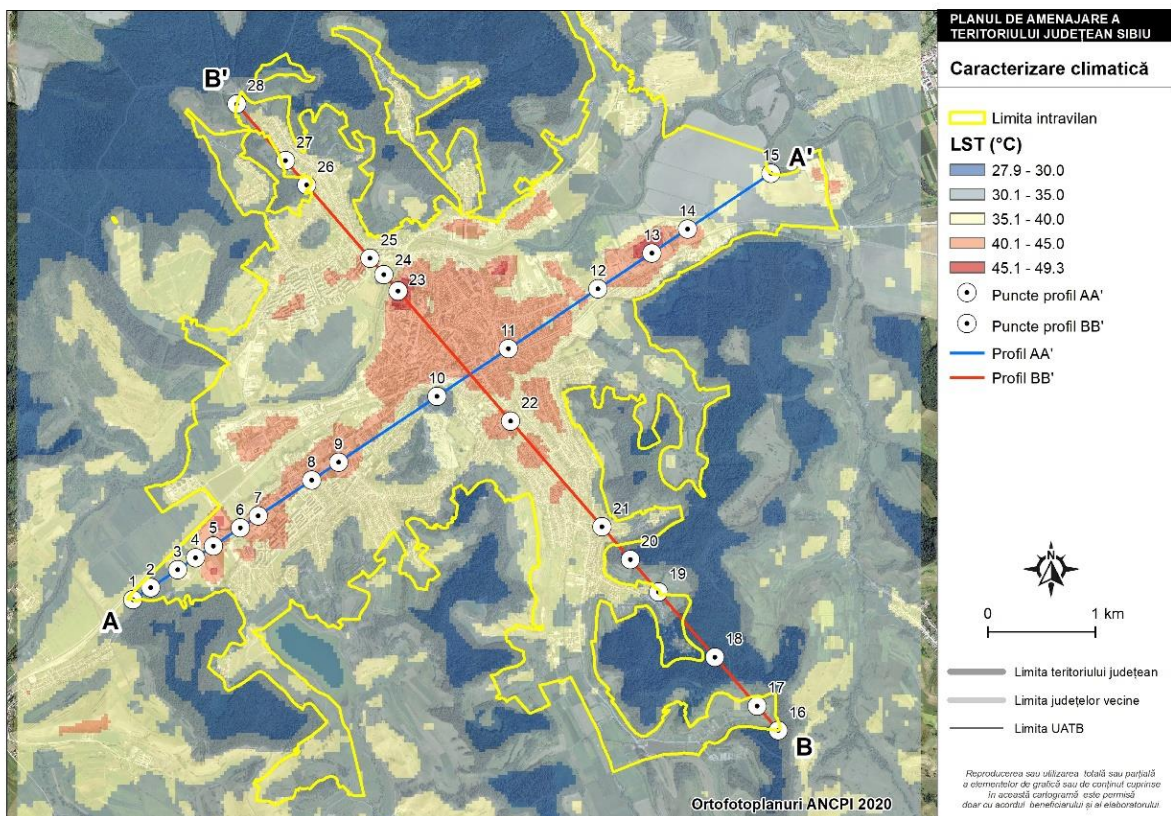 PLANUL DE AMENAJARE A
TERITORIULUI JUDEȚEAN SIBIU
Caracterizare climatică
Limita intravilan
LST (°C)
27.9 - 30.0
30.1 - 35.0
35.1 - 40.0
40.1 - 45.0
45.1 - 49.3
Puncte profil AA'
Puncte profil BB'
Profil AA'
Profil BB'
N
0 1 km
Limita teritoriului județean
Limita județelor vecine
Limita UATB
Reproducerea sau utilizarea totală sau parțială
a elementelor de grafică sau de conținut cuprinse
în această cartogramă este permisă
doar cu acordul beneficiarului și al elaboratorului.
B'
28
27
26
15
A'
14
13
25
24
23
12
11
10
22
9
8
7
6
5
4
3
2
1
A
21
20
19
18
17
16
B
Ortofotoplanuri ANCPI 2020